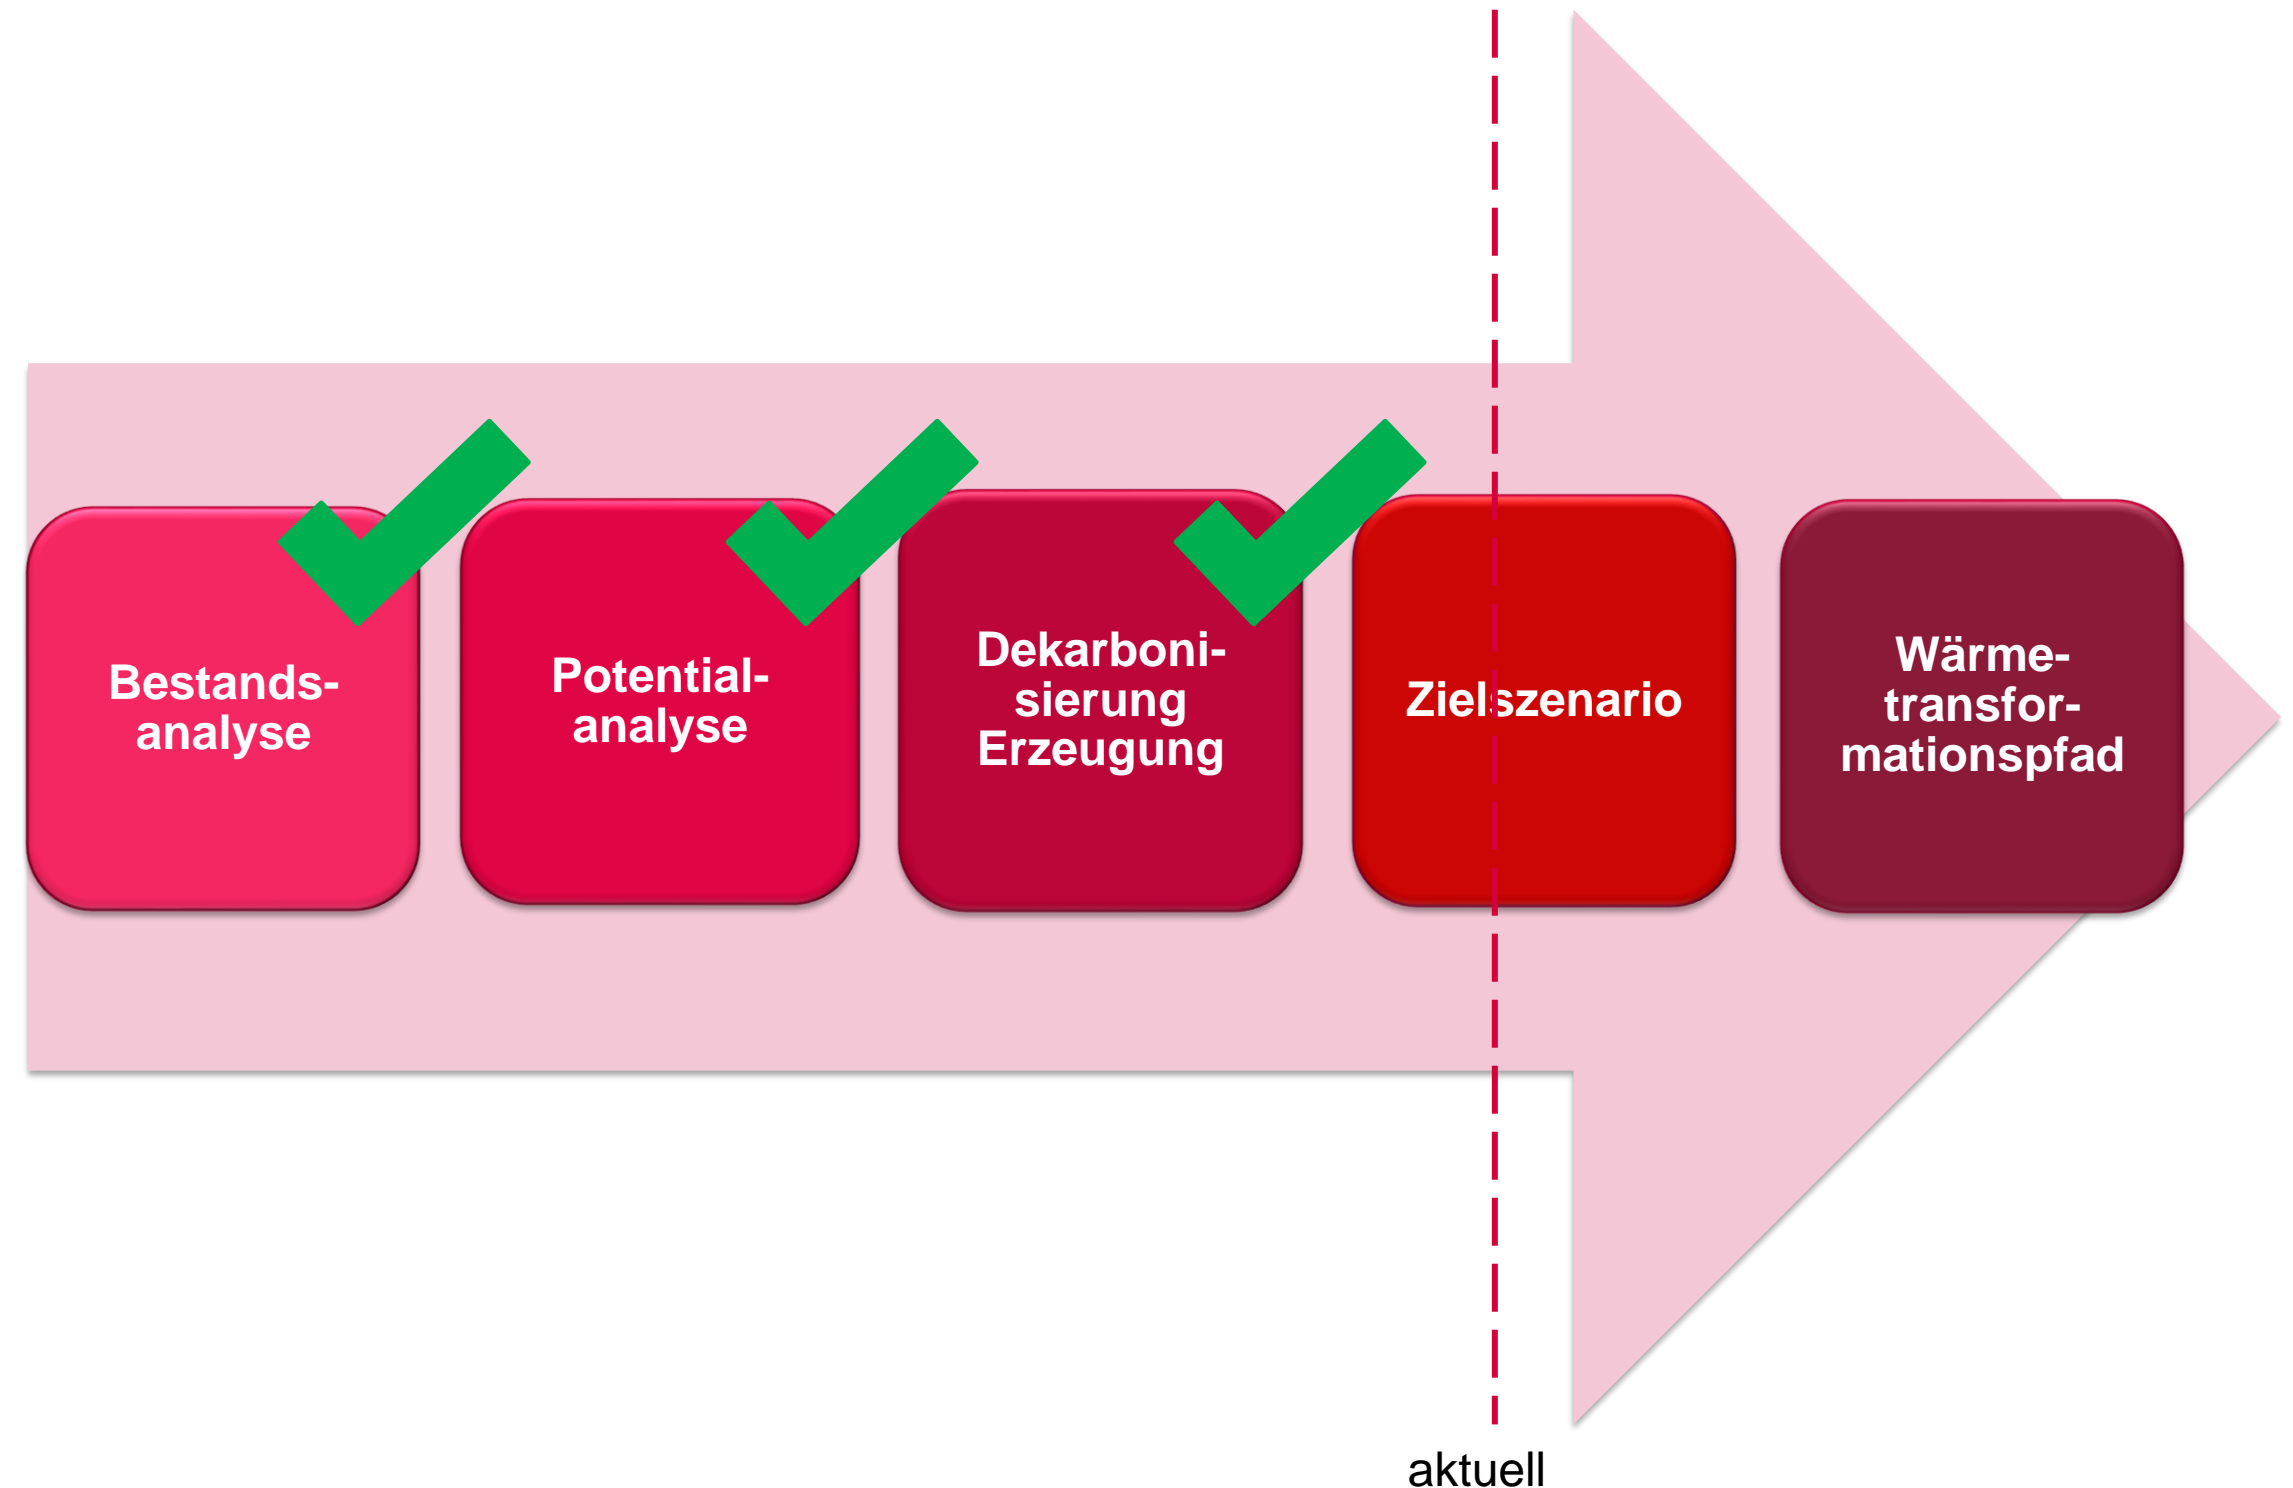 Bestands-
analyse
Potential-
analyse
Dekarboni-
sierung
Erzeugung
Zielszenario
Wärme-
transfor-
mationspfad
aktuell